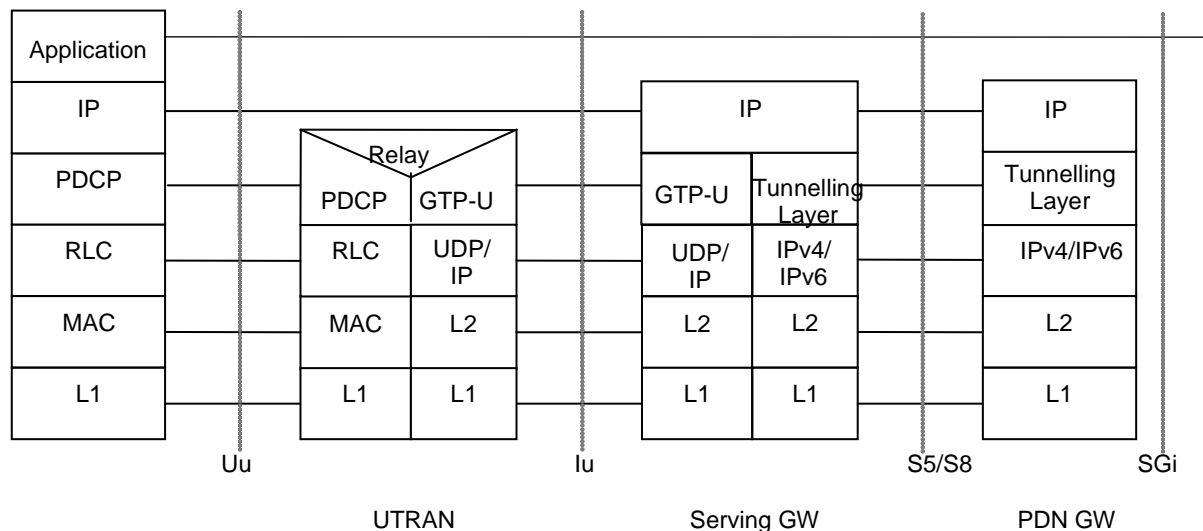 Application
IP
PDCP
RLC
MAC
L1
Relay
PDCP
GTP-U
RLC
UDP/
IP
MAC
L2
L1
L1
IP
GTP-U
Tunnelling
Layer
UDP/
IP
IPv4/
IPv6
L2
L2
L1
L1
IP
Tunnelling
Layer
IPv4/IPv6
L2
L1
Uu
Iu
S5/S8
SGi
UTRAN
Serving GW
PDN GW